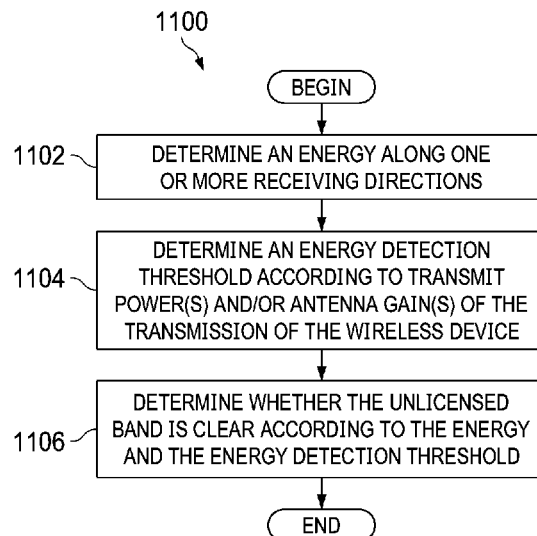 1100
BEGIN
1102
DETERMINE AN ENERGY ALONG ONE
OR MORE RECEIVING DIRECTIONS
1104
DETERMINE AN ENERGY DETECTION
THRESHOLD ACCORDING TO TRANSMIT
POWER(S) AND/OR ANTENNA GAIN(S) OF THE
TRANSMISSION OF THE WIRELESS DEVICE
1106
DETERMINE WHETHER THE UNLICENSED
BAND IS CLEAR ACCORDING TO THE ENERGY
AND THE ENERGY DETECTION THRESHOLD
END